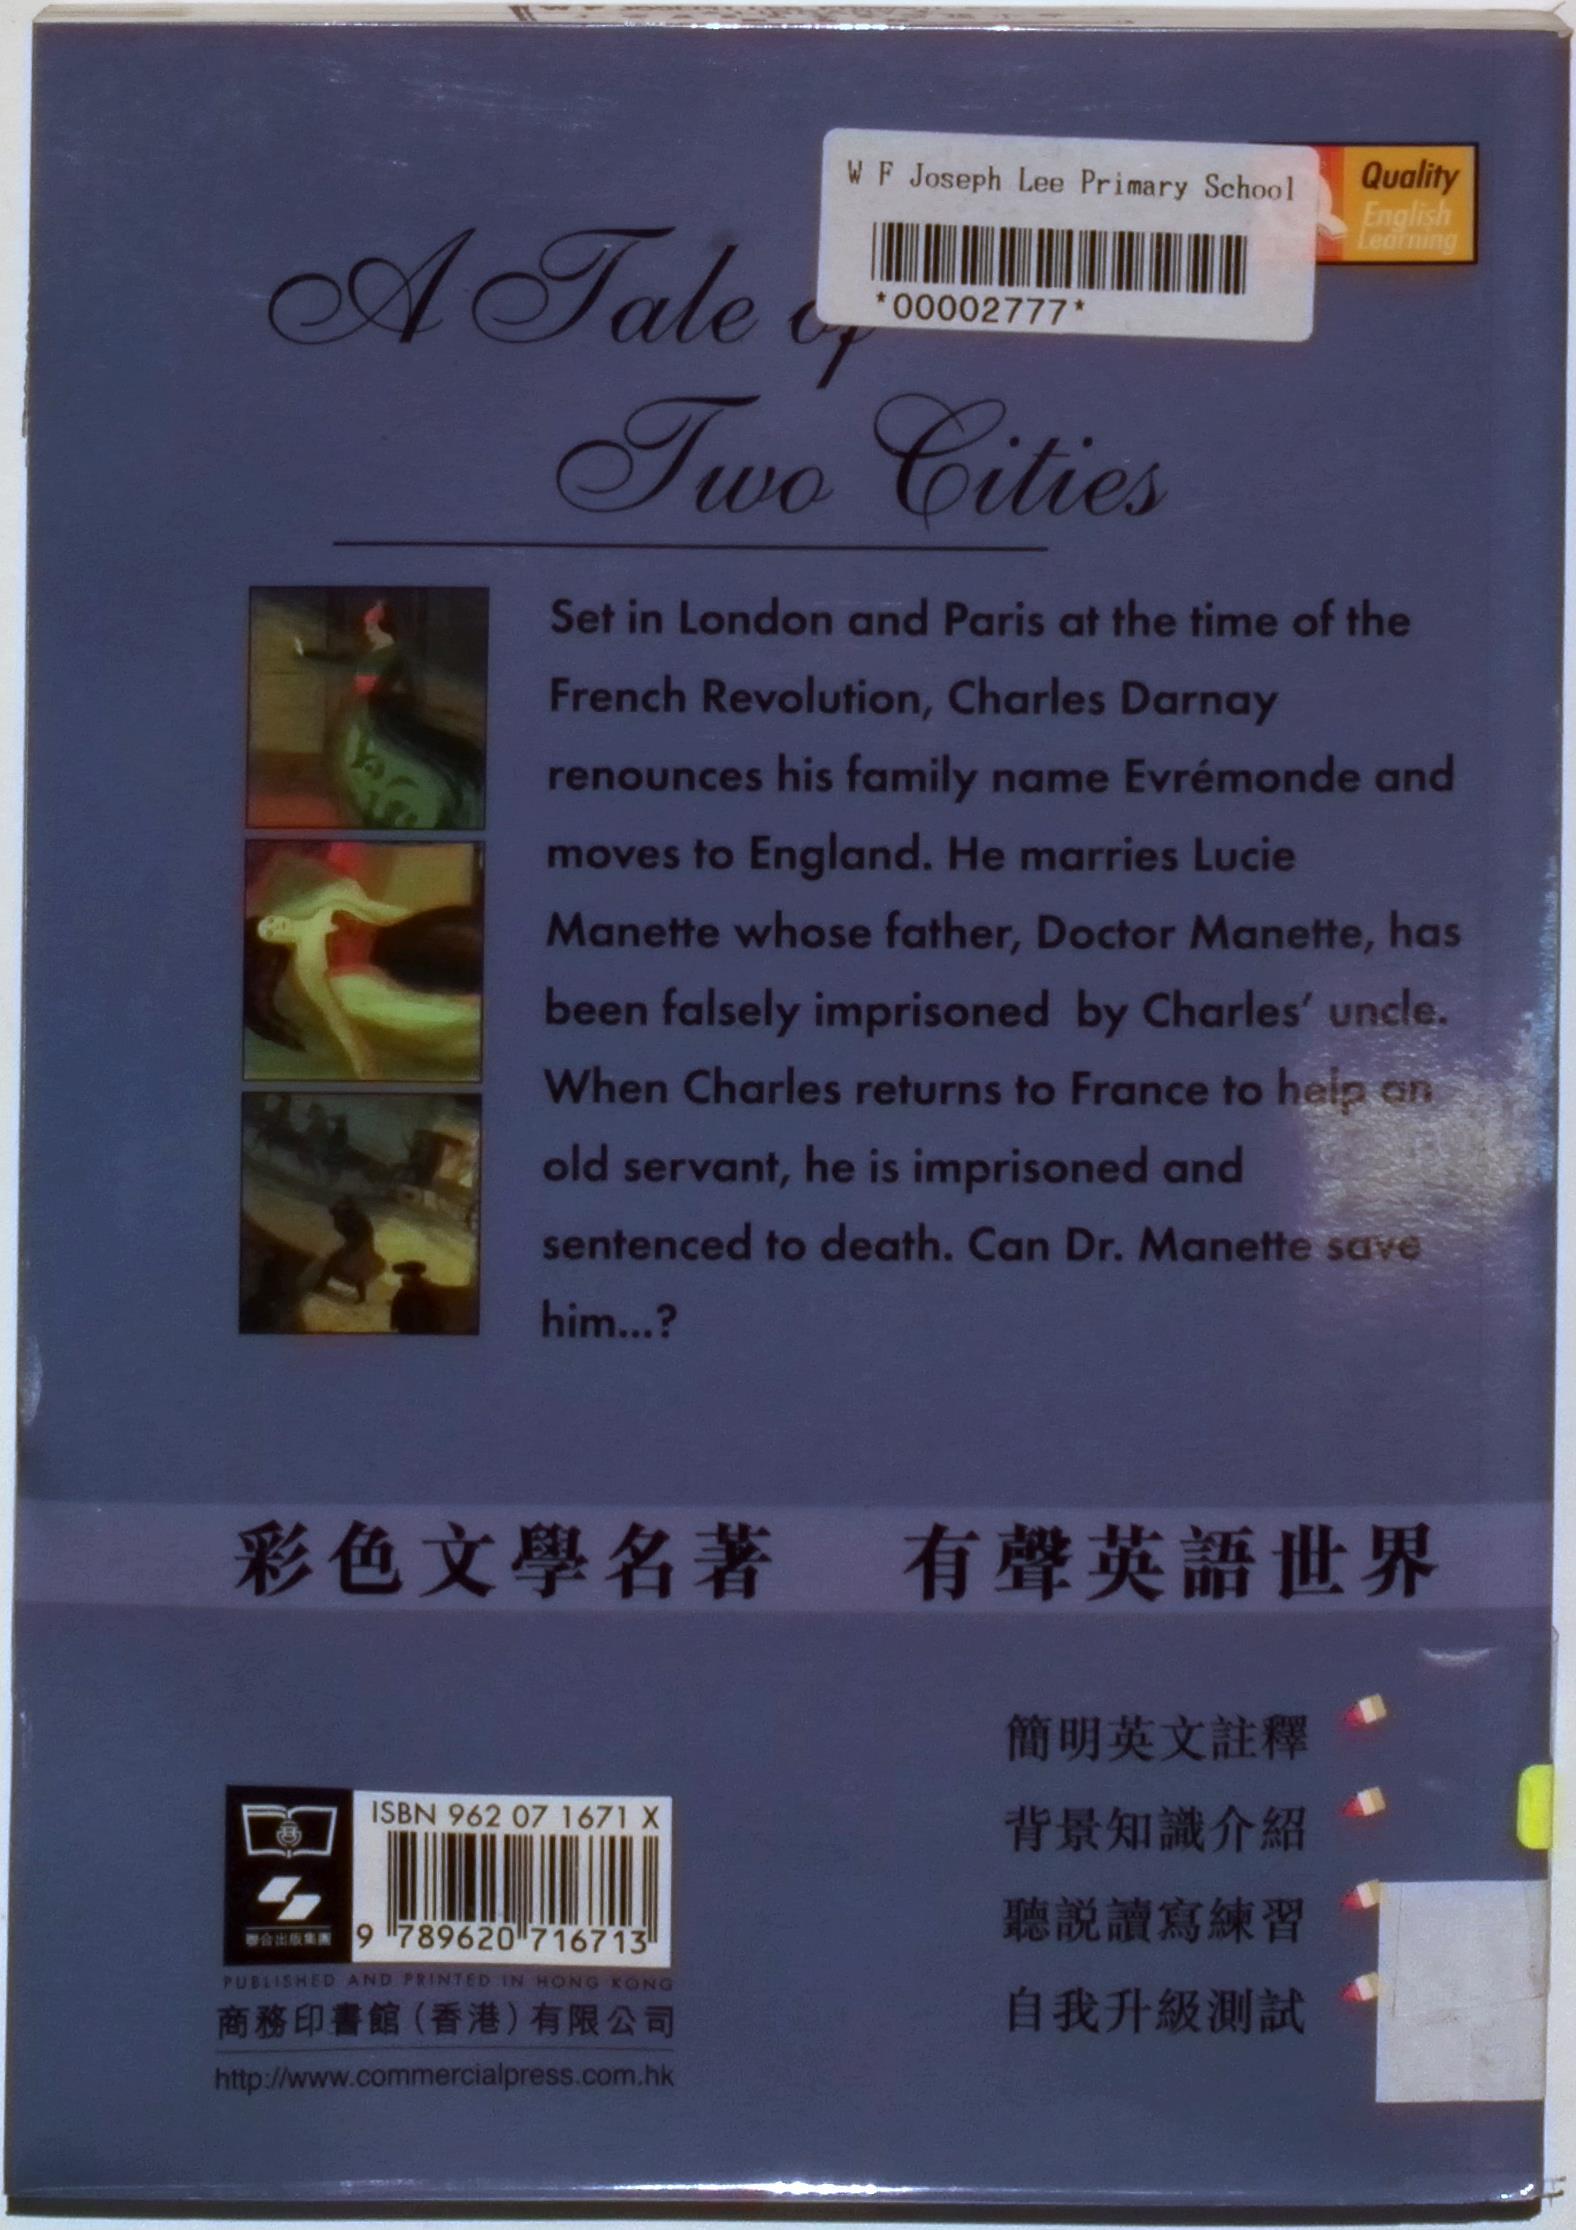 W F Joseph Lee Primary School
*00002777*
Quality
English
Learning
A Tale of
Two Cities
Set in London and Paris at the time of the
French Revolution, Charles Darnay
renounces his family name Evrémonde and
moves to England. He marries Lucie
Manette whose father, Doctor Manette, has
been falsely imprisoned by Charles' uncle.
When Charles returns to France to help an
old servant, he is imprisoned and
sentenced to death. Can Dr. Manette save
him...?
彩色文學名著 有聲英語世界
簡明英文註釋
背景知識介紹
聽説讀寫練習
自我升級測試
ISBN 962 07 1671 X
9 789620 716713
聯合出版集團
PUBLISHED AND PRINTED IN HONG KONG
商務印書館(香港)有限公司
http://www.commercialpress.com.hk